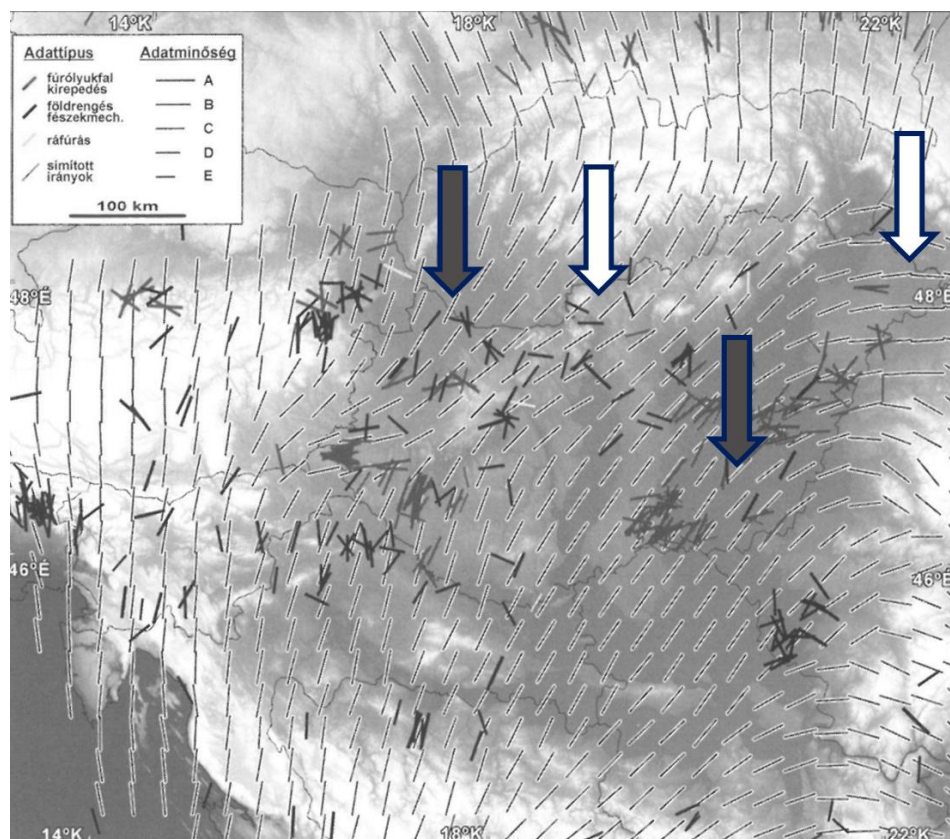 14°K
18°K
22°K
Adattípus
Adatminőség
fúrólyukfal
kirepedés
földrengés
fészekmech.
ráfúrás
simított
irányok
A
B
C
D
E
100 km
48°É
48°É
46°É
46°É
14°K
18°K
22°K